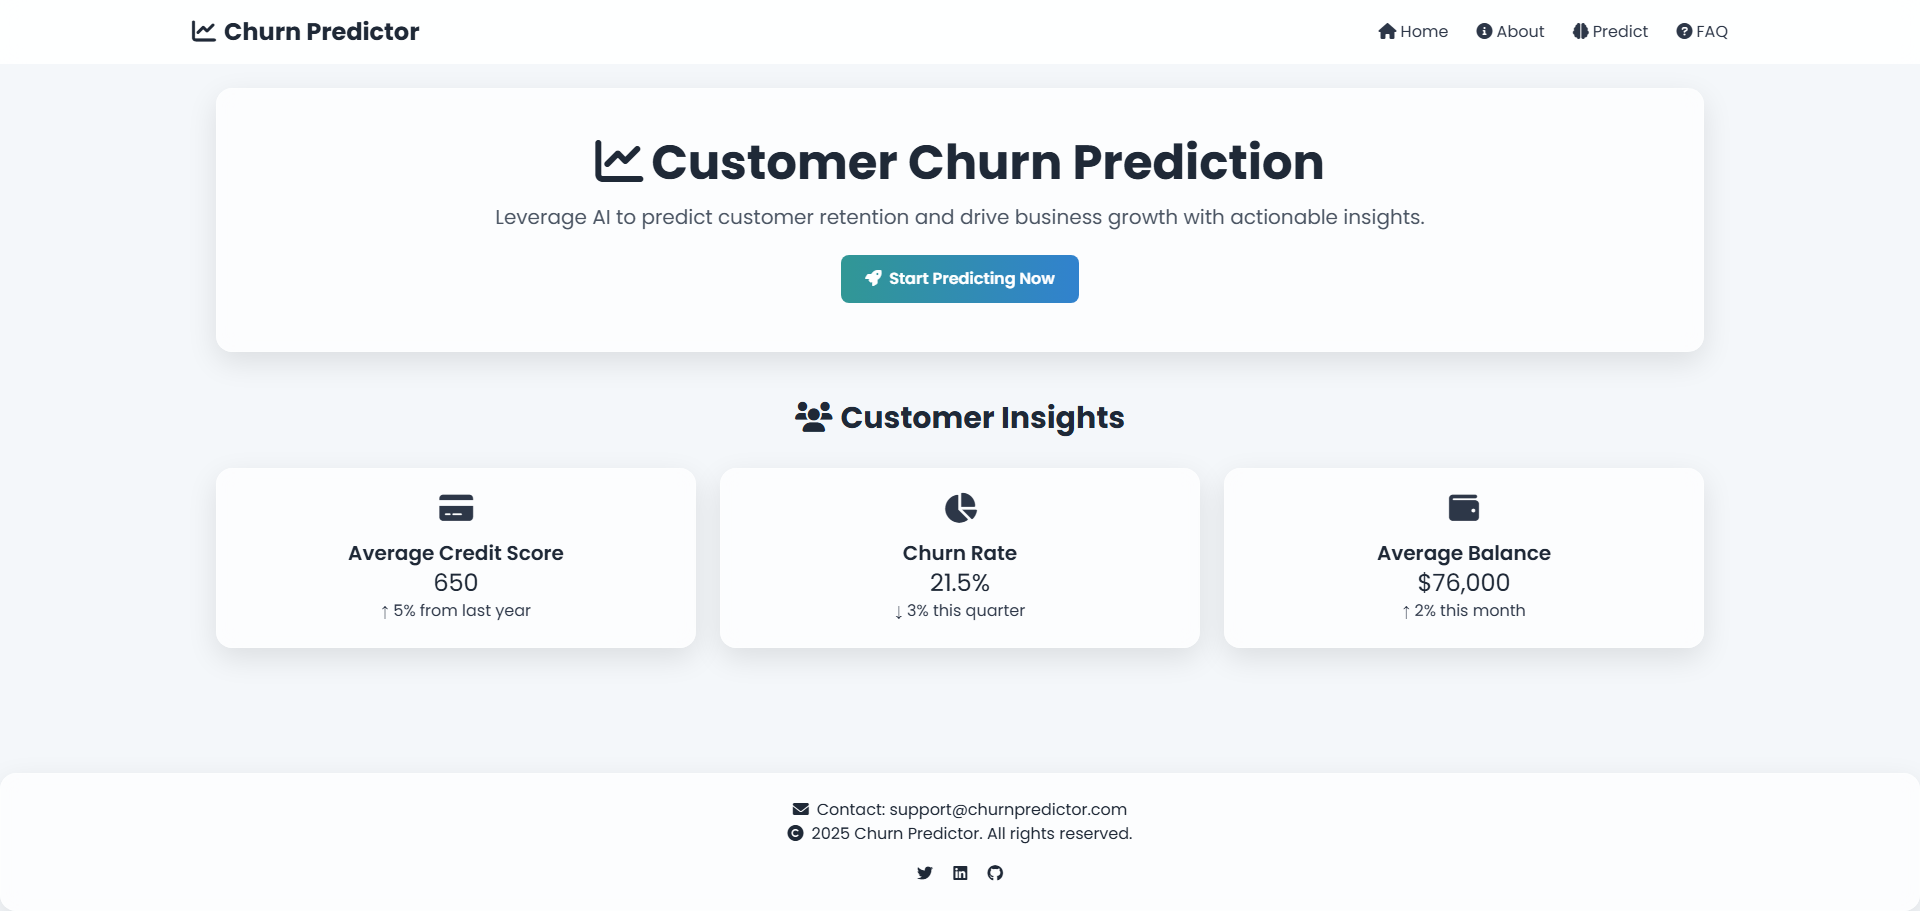 Churn Predictor
Home About Predict FAQ
Customer Churn Prediction
Leverage AI to predict customer retention and drive business growth with actionable insights.
Start Predicting Now
Customer Insights
Average Credit Score
650
↑ 5% from last year
Churn Rate
21.5%
↓ 3% this quarter
Average Balance
$76,000
↑ 2% this month
Contact: support@churnpredictor.com
© 2025 Churn Predictor. All rights reserved.